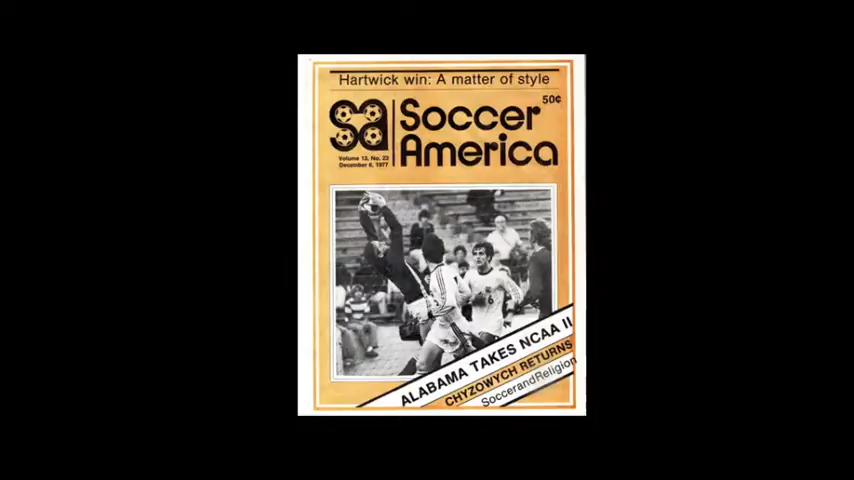 Hartwick win: A matter of style
50¢
sa Soccer
America
Volume 13, No. 23
December 6, 1977
6
ALABAMA TAKES NCAA II
CHYZOWYCH RETURNS
SoccerandReligion